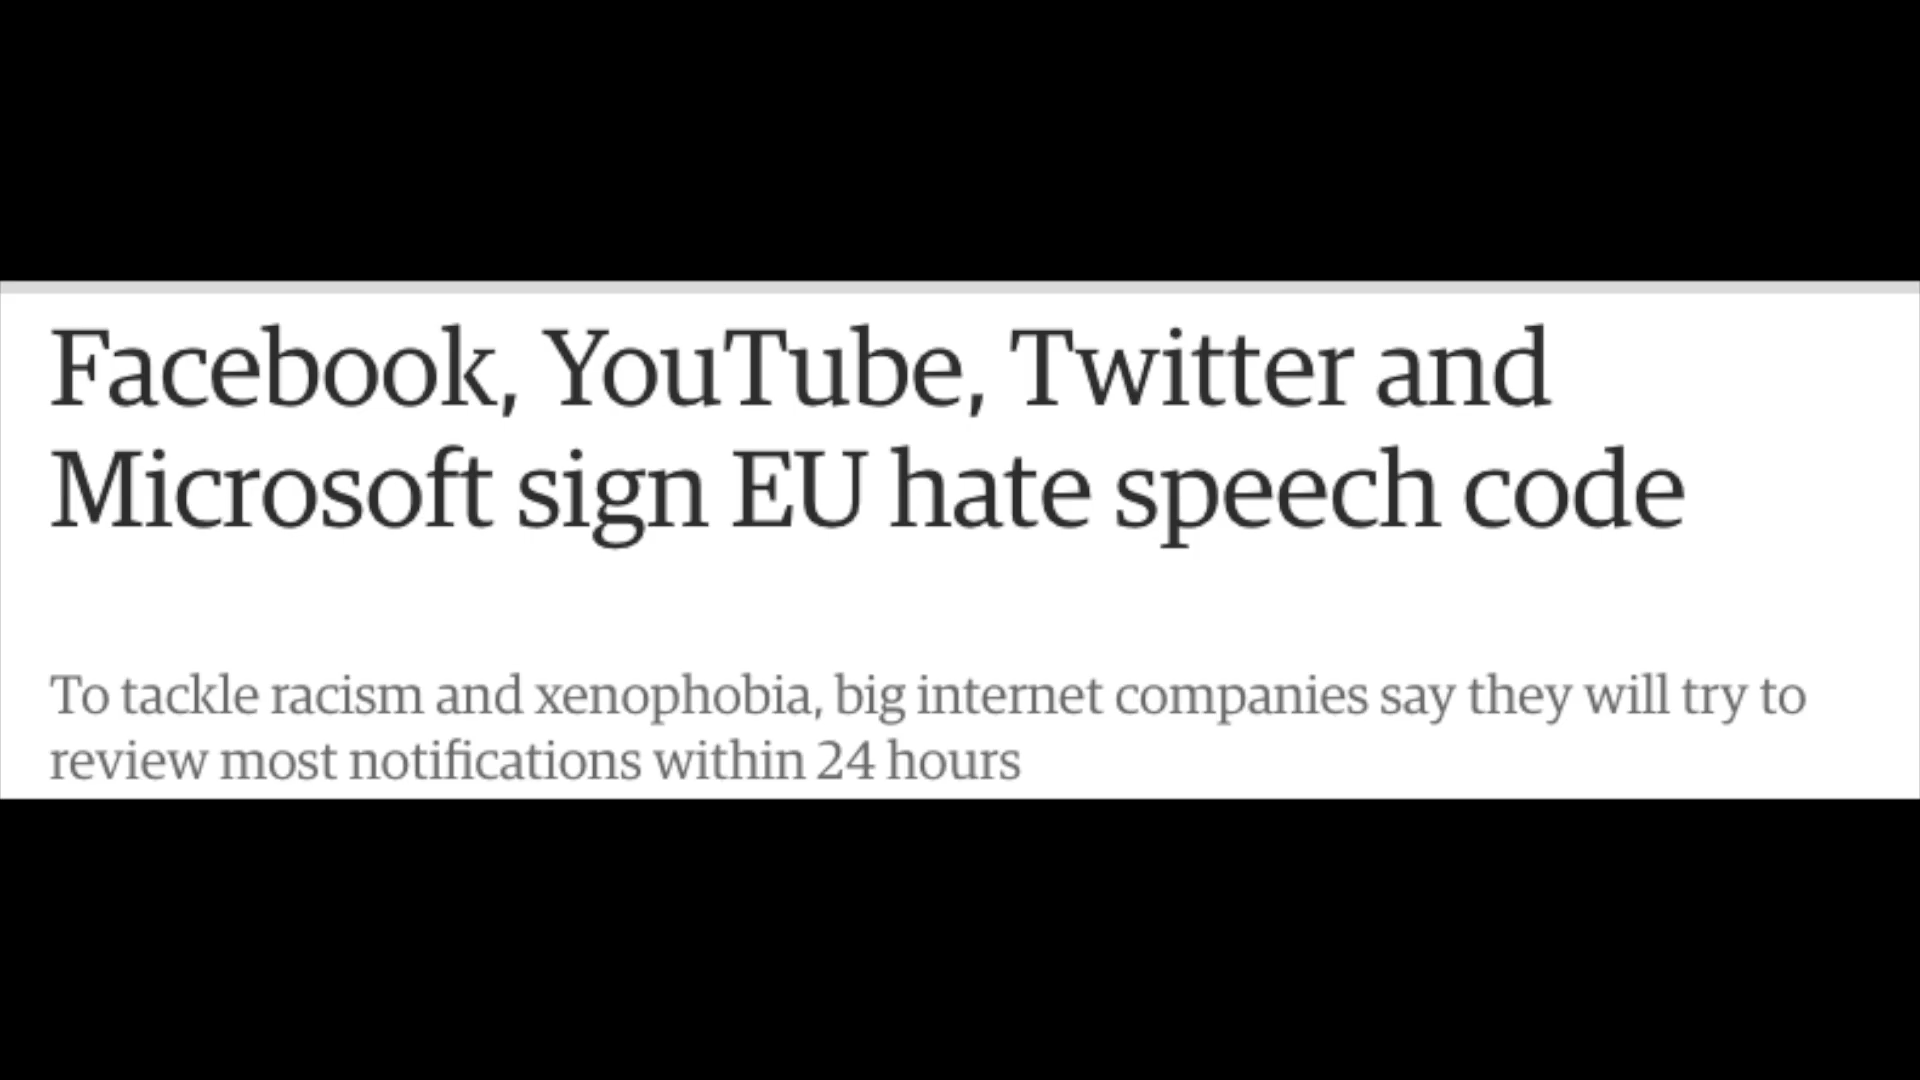 Facebook, YouTube, Twitter and
Microsoft sign EU hate speech code
To tackle racism and xenophobia, big internet companies say they will try to
review most notifications within 24 hours